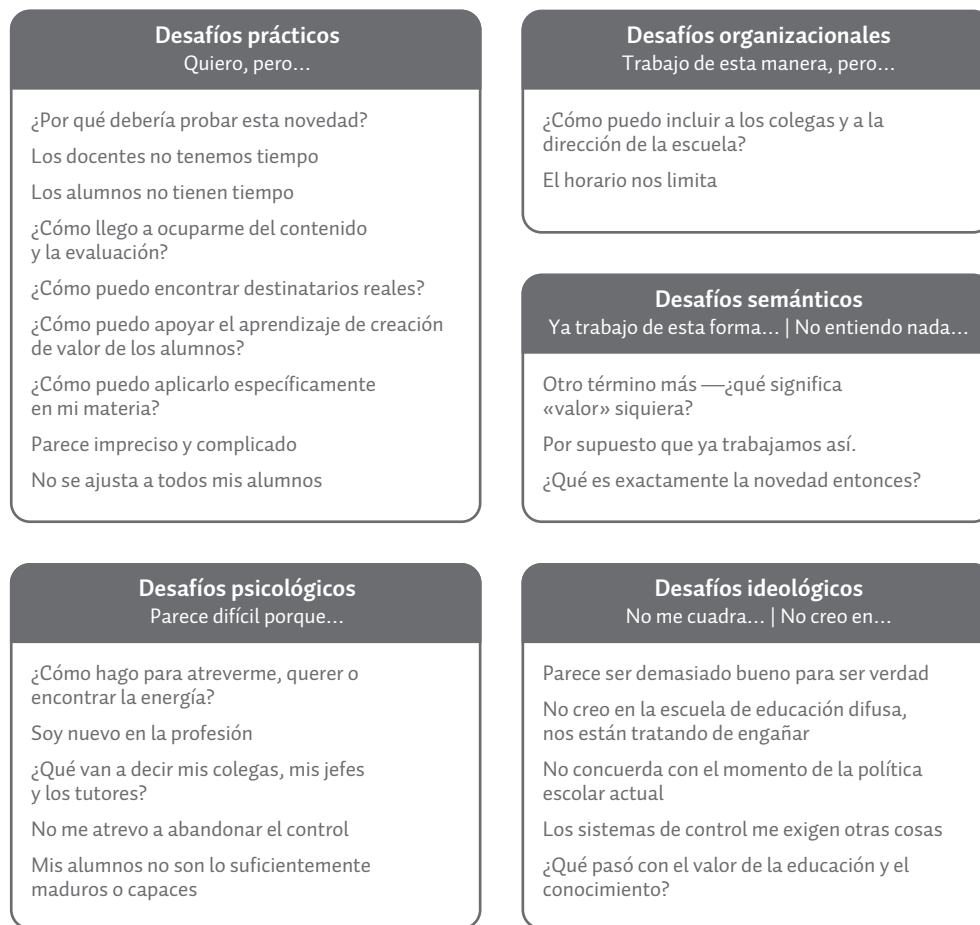 Desafíos prácticos
Quiero, pero...
¿Por qué debería probar esta novedad?
Los docentes no tenemos tiempo
Los alumnos no tienen tiempo
¿Cómo llego a ocuparme del contenido
y la evaluación?
¿Cómo puedo encontrar destinatarios reales?
¿Cómo puedo apoyar el aprendizaje de creación
de valor de los alumnos?
¿Cómo puedo aplicarlo específicamente
en mi materia?
Parece impreciso y complicado
No se ajusta a todos mis alumnos
Desafíos organizacionales
Trabajo de esta manera, pero...
¿Cómo puedo incluir a los colegas y a la
dirección de la escuela?
El horario nos limita
Desafíos semánticos
Ya trabajo de esta forma... | No entiendo nada...
Otro término más —¿qué significa
«valor» siquiera?
Por supuesto que ya trabajamos así.
¿Qué es exactamente la novedad entonces?
Desafíos psicológicos
Parece difícil porque...
¿Cómo hago para atreverme, querer o
encontrar la energía?
Soy nuevo en la profesión
¿Qué van a decir mis colegas, mis jefes
y los tutores?
No me atrevo a abandonar el control
Mis alumnos no son lo suficientemente
maduros o capaces
Desafíos ideológicos
No me cuadra... | No creo en...
Parece ser demasiado bueno para ser verdad
No creo en la escuela de educación difusa,
nos están tratando de engañar
No concuerda con el momento de la política
escolar actual
Los sistemas de control me exigen otras cosas
¿Qué pasó con el valor de la educación y el
conocimiento?